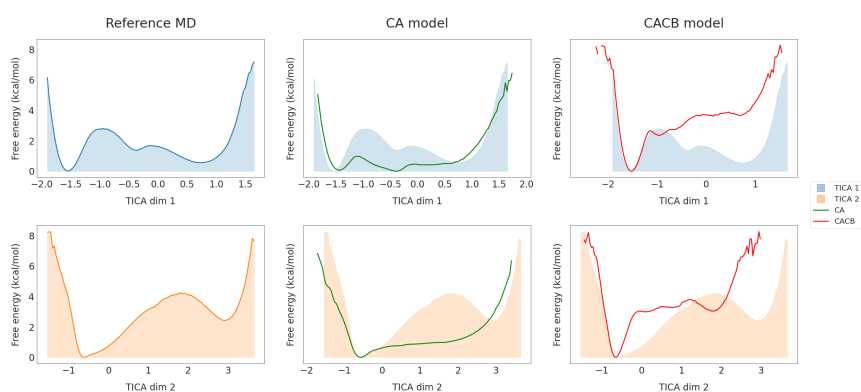 Reference MD
CA model
CACB model
Free energy (kcal/mol)
8
6
4
2
0
−2.0 −1.5 −1.0 −0.5 0.0 0.5 1.0 1.5
TICA dim 1
Free energy (kcal/mol)
−2.0 −1.5 −1.0 −0.5 0.0 0.5 1.0 1.5 2.0
TICA dim 1
Free energy (kcal/mol)
−2 −1 0 1
TICA dim 1
TICA 1
TICA 2
CA
CACB
Free energy (kcal/mol)
8
6
4
2
0
−1 0 1 2 3
TICA dim 2
Free energy (kcal/mol)
−2 −1 0 1 2 3 4
TICA dim 2
Free energy (kcal/mol)
−1 0 1 2 3
TICA dim 2